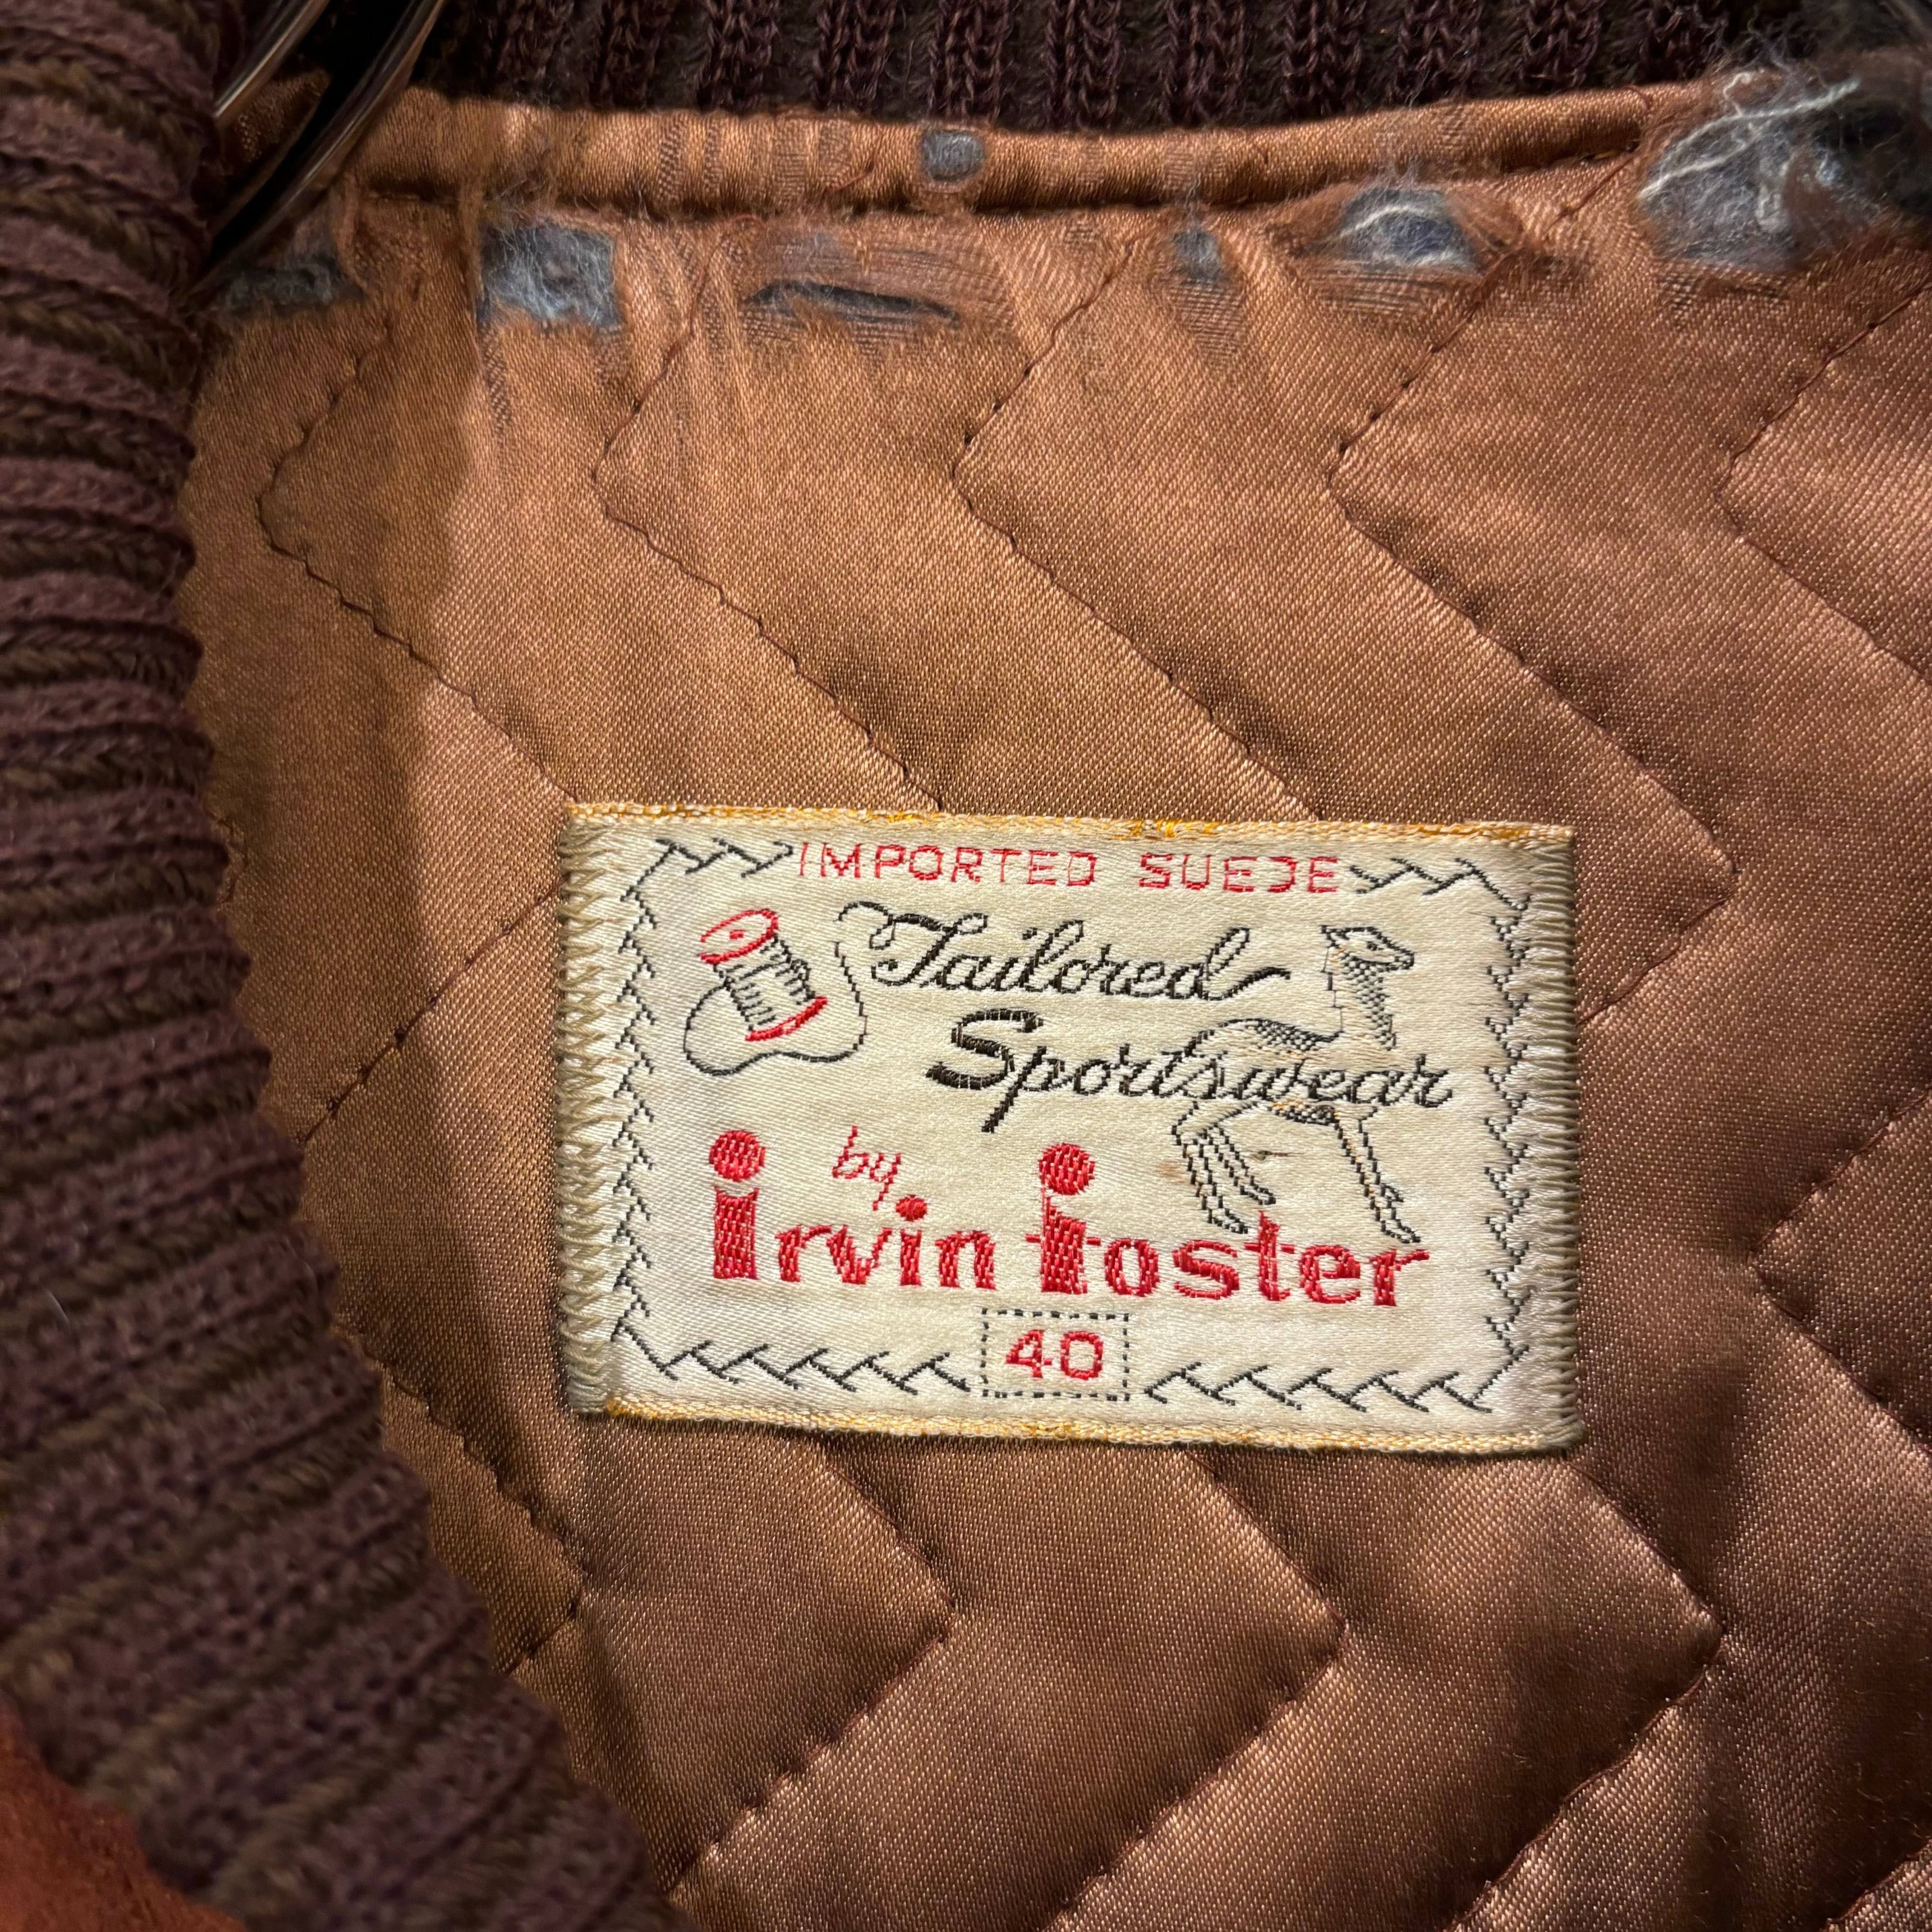 IMPORTED SUEDE
Tailored
Sportswear
by
irvin foster
40